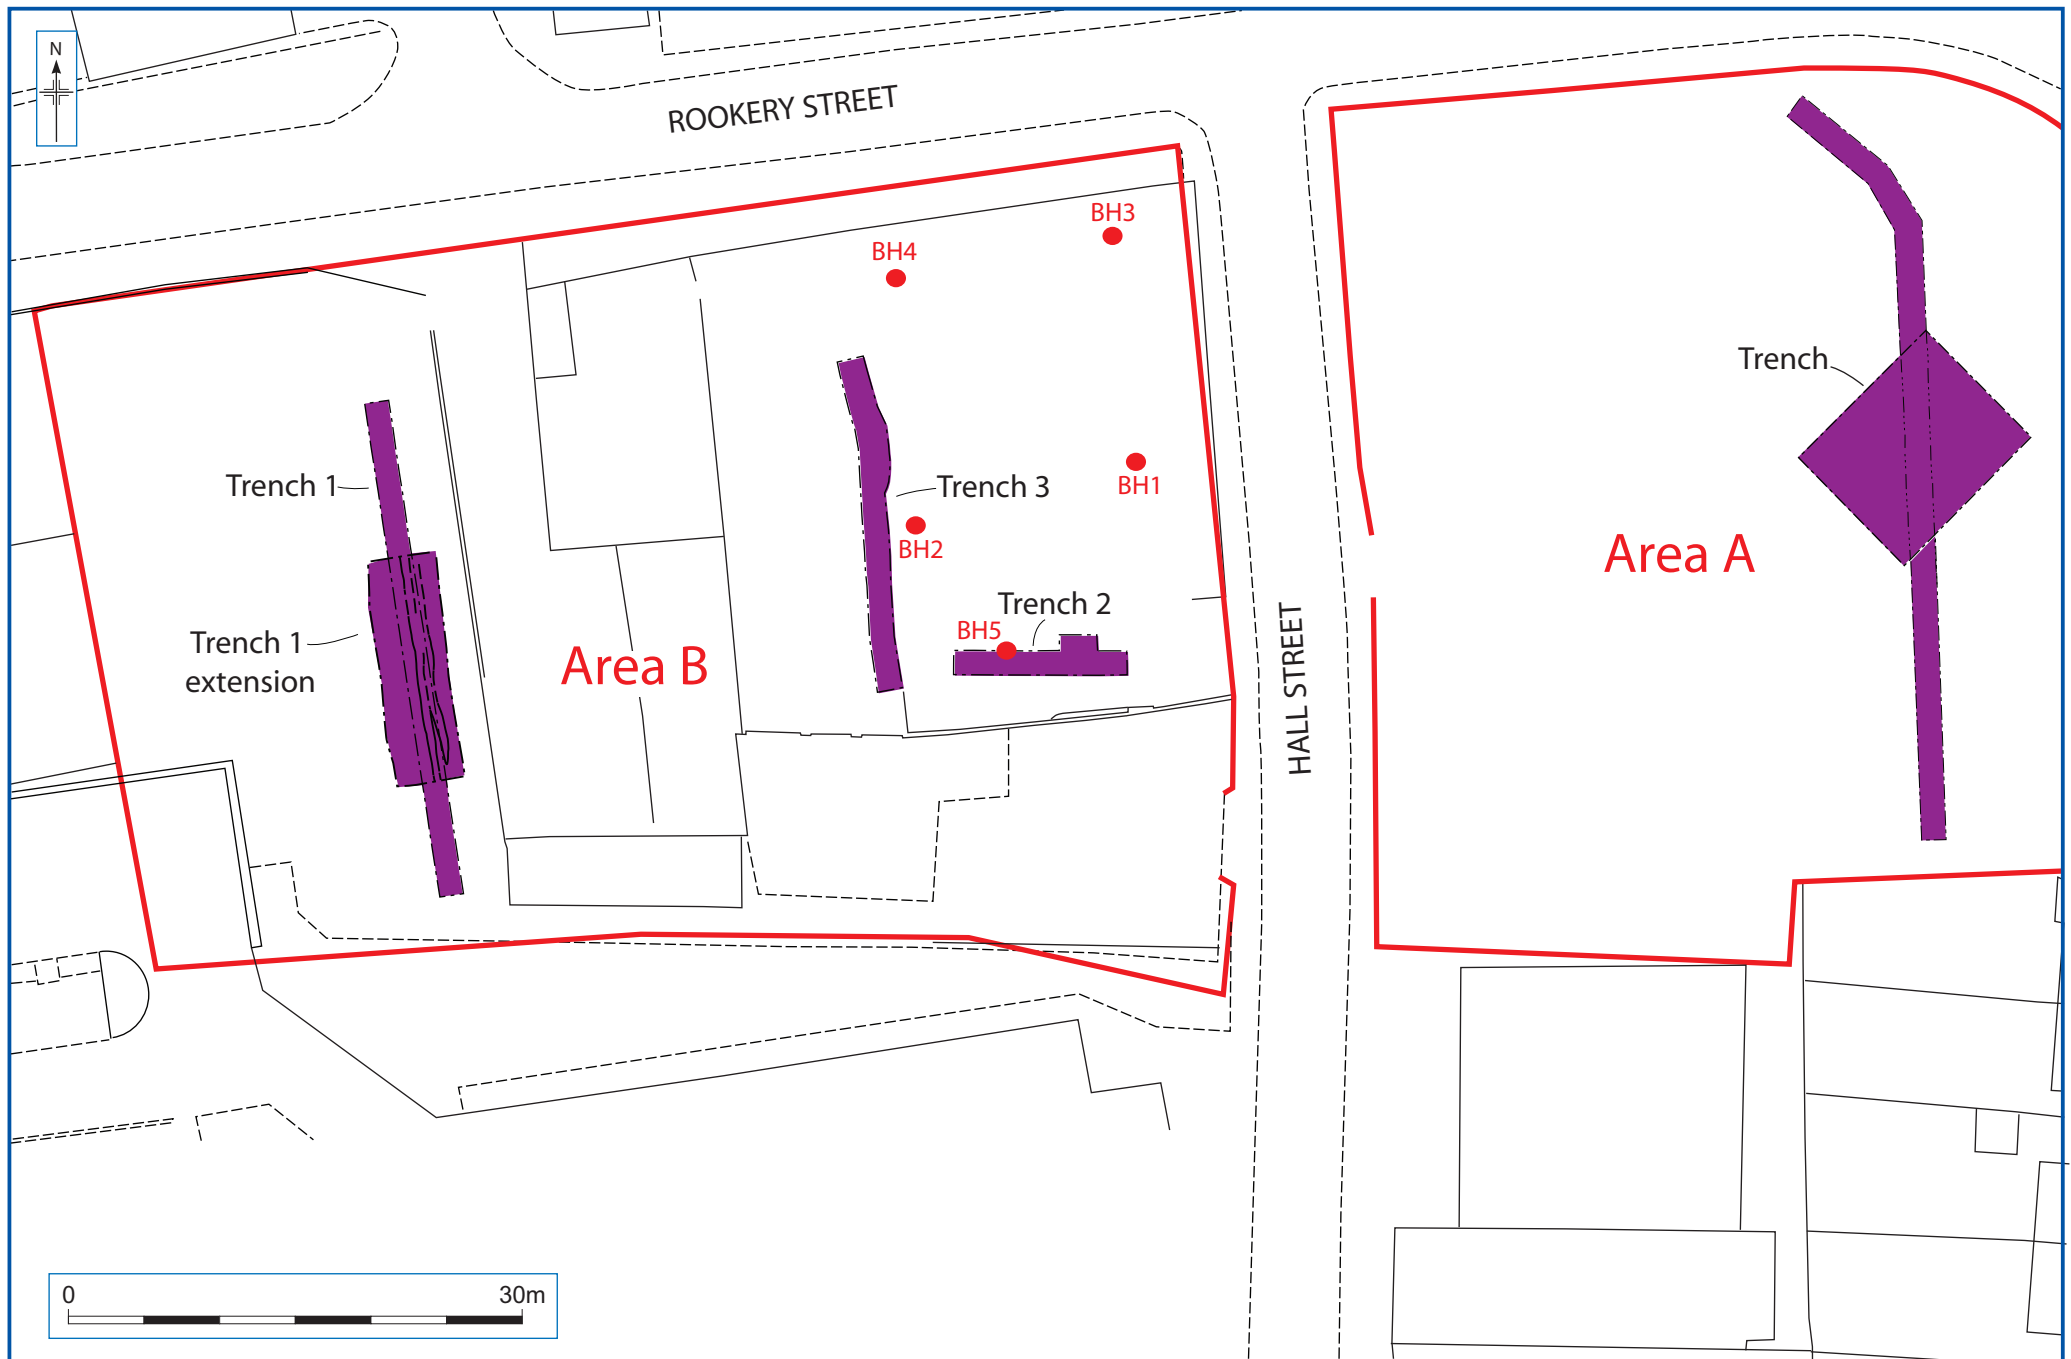 N
ROOKERY STREET
BH3
BH4
Trench
Trench 1
Trench 3
BH1
BH2
Area A
Trench 2
BH5
Trench 1
extension
Area B
HALL STREET
0 30m